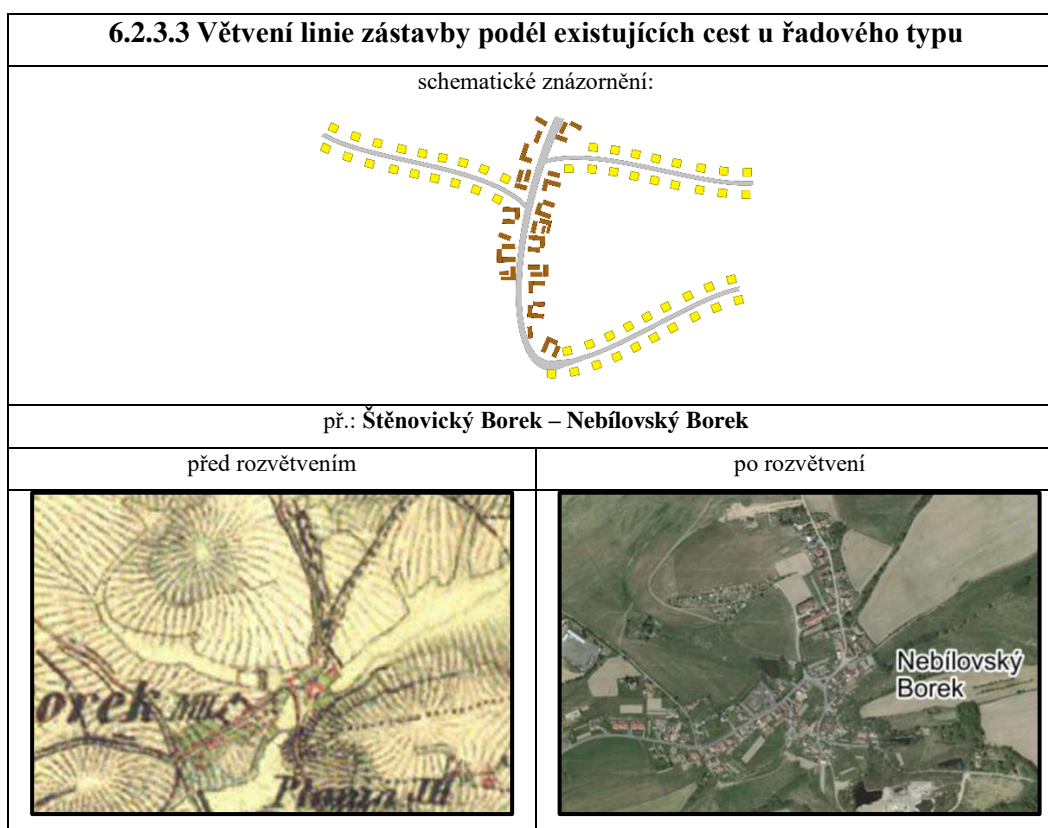 6.2.3.3 Větvení linie zástavby podél existujících cest u řadového typu
schematické znázornění:
př.: Štěnovický Borek – Nebílovský Borek
před rozvětvením
po rozvětvení
orek
Nebílovský
Borek